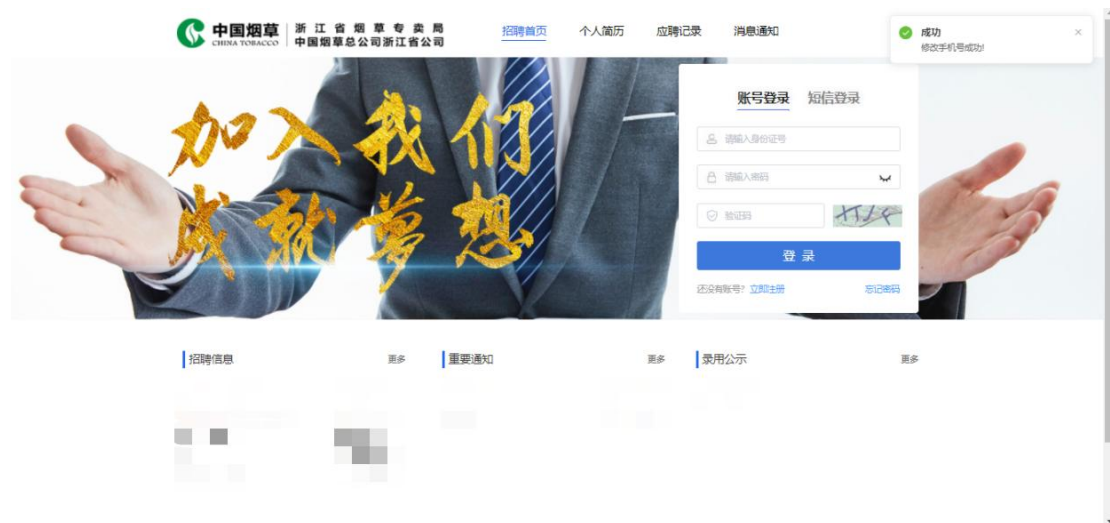 中国烟草
CHINA TOBACCO
浙江省烟草专卖局
中国烟草总公司浙江省公司
招聘首页 个人简历 应聘记录 消息通知
成功
修改手机号成功!
加入我们
成就梦想
账号登录 短信登录
请输入身份证号
请输入密码
验证码
登 录
还没有账号? 立即注册 忘记密码
招聘信息 更多 重要通知 更多 录用公示 更多